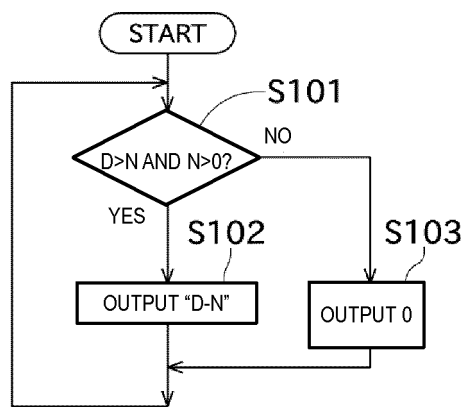 START
S101
D>N AND N>0?
NO
YES
S102
S103
OUTPUT “D-N”
OUTPUT 0